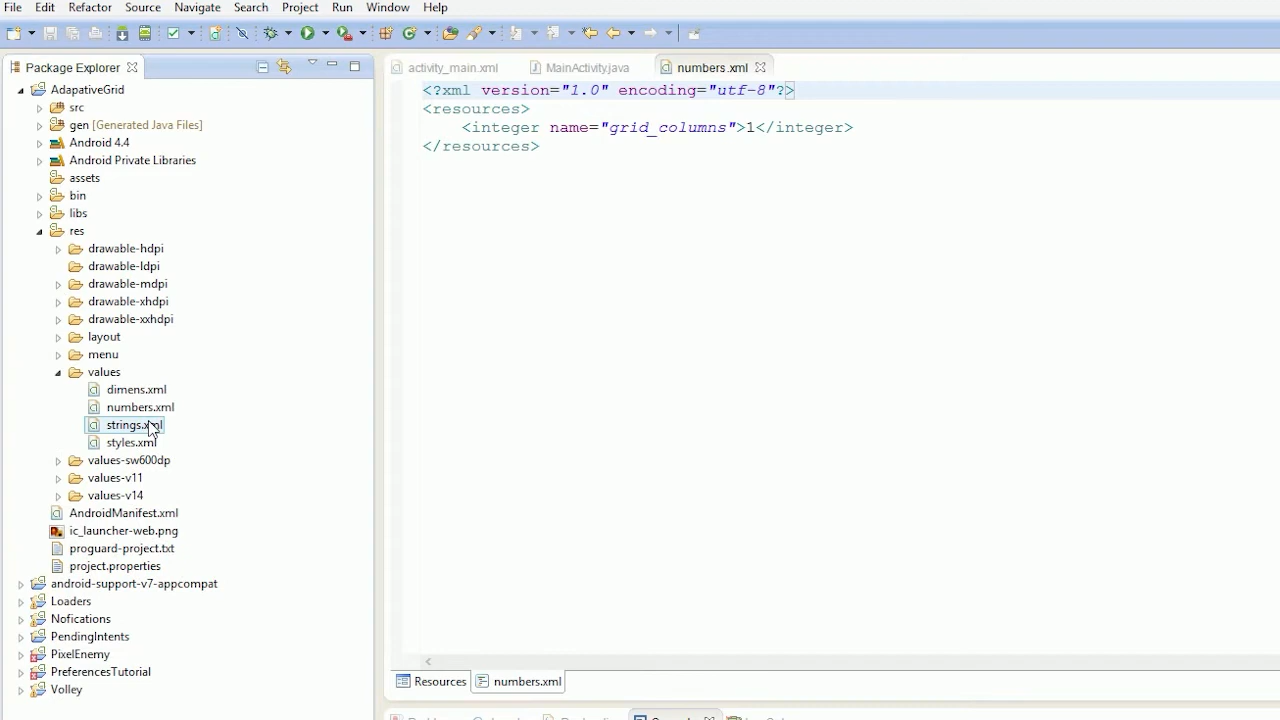 File Edit Refactor Source Navigate Search Project Run Window Help
Package Explorer
activity_main.xml MainActivity.java numbers .xml
AdapativeGrid
src
gen [Generated Java Files]
Android 4.4
Android Private Libraries
assets
bin
libs
res
drawable-hdpi
drawable-ldpi
drawable-mdpi
drawable-xhdpi
drawable-xxhdpi
layout
menu
values
dimens.xml
numbers.xml
strings.xml
styles.xml
values-sw600dp
values-v11
values-v14
AndroidManifest.xml
ic_launcher-web.png
proguard-project.txt
project.properties
android-support-v7-appcompat
Loaders
Nofications
PendingIntents
PixelEnemy
PreferencesTutorial
Volley
<?xml version="1.0" encoding="utf-8"?>
<resources>
<integer name="grid_columns">1</integer>
</resources>
Resources numbers.xml